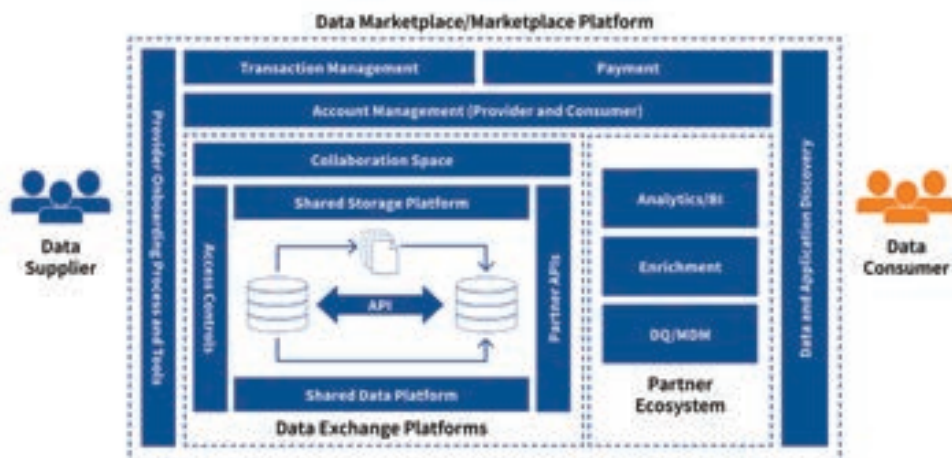 Data Marketplace/Marketplace Platform
Provider Onboarding Process and Tools
Transaction Management
Payment
Account Management (Provider and Consumer)
Collaboration Space
Shared Storage Platform
Access Controls
API
Partner APIs
Shared Data Platform
Data Exchange Platforms
Analytics/BI
Enrichment
DQ/MDM
Partner
Ecosystem
Data and Application Discovery
Data
Supplier
Data
Consumer